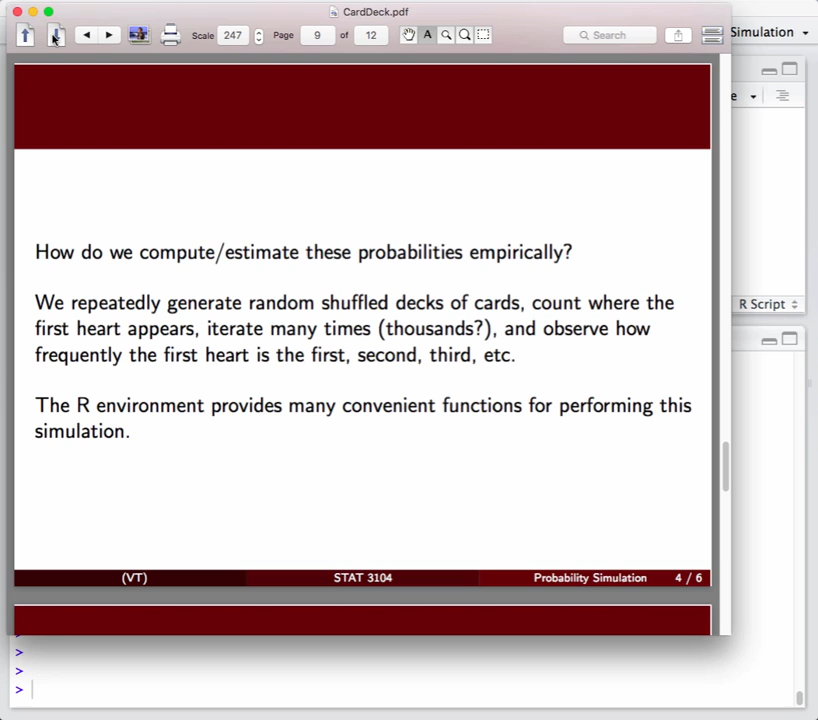 CardDeck.pdf
Scale 247 Page 9 of 12 A Search
Simulation
e
How do we compute/estimate these probabilities empirically?
We repeatedly generate random shuffled decks of cards, count where the
first heart appears, iterate many times (thousands?), and observe how
frequently the first heart is the first, second, third, etc.
The R environment provides many convenient functions for performing this
simulation.
R Script
(VT) STAT 3104 Probability Simulation 4 / 6
>
>
>